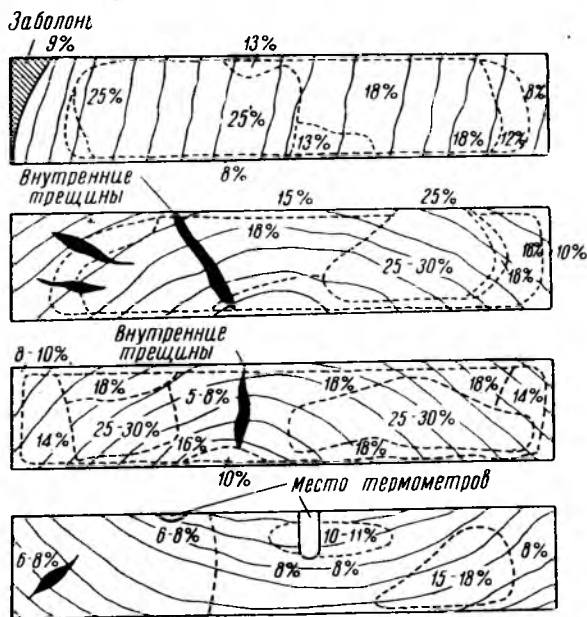 Заболонь
9% 13%
25% 25% 18% 8%
13% 18% 12%
8%
Внутренние
трещины
15% 25%
18% 18% 10%
25-30% 18%
Внутренние
трещины
8-10%
18% 5-8% 18% 18% 14%
14% 25-30% 25-30%
16% 18%
10%
Место термометров
6-8% 10-11%
6-8% 8% 8% 8%
15-18%